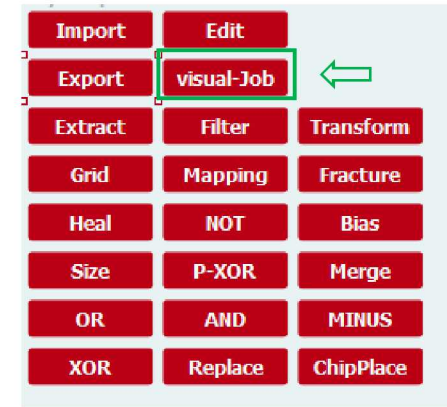 Import Edit
Export visual-Job
Extract Filter Transform
Grid Mapping Fracture
Heal NOT Bias
Size P-XOR Merge
OR AND MINUS
XOR Replace ChipPlace